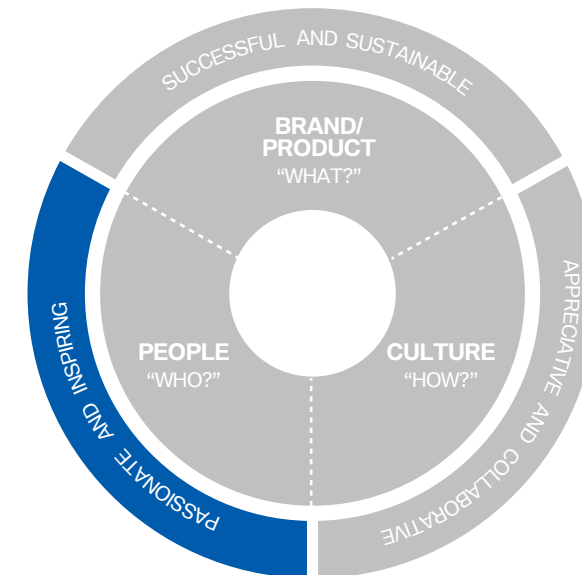 SUCCESSFUL AND SUSTAINABLE
BRAND/
PRODUCT
“WHAT?”
PEOPLE
“WHO?”
CULTURE
“HOW?”
PASSIONATE AND INSPIRING
APPRECIATIVE AND COLLABORATIVE